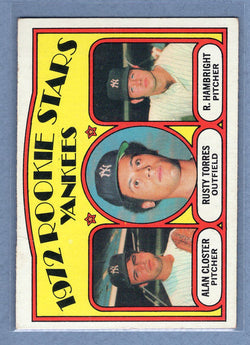 1972 ROOKIE STARS
YANKEES
ALAN CLOSTER
PITCHER
RUSTY TORRES
OUTFIELD
R. HAMBRIGHT
PITCHER